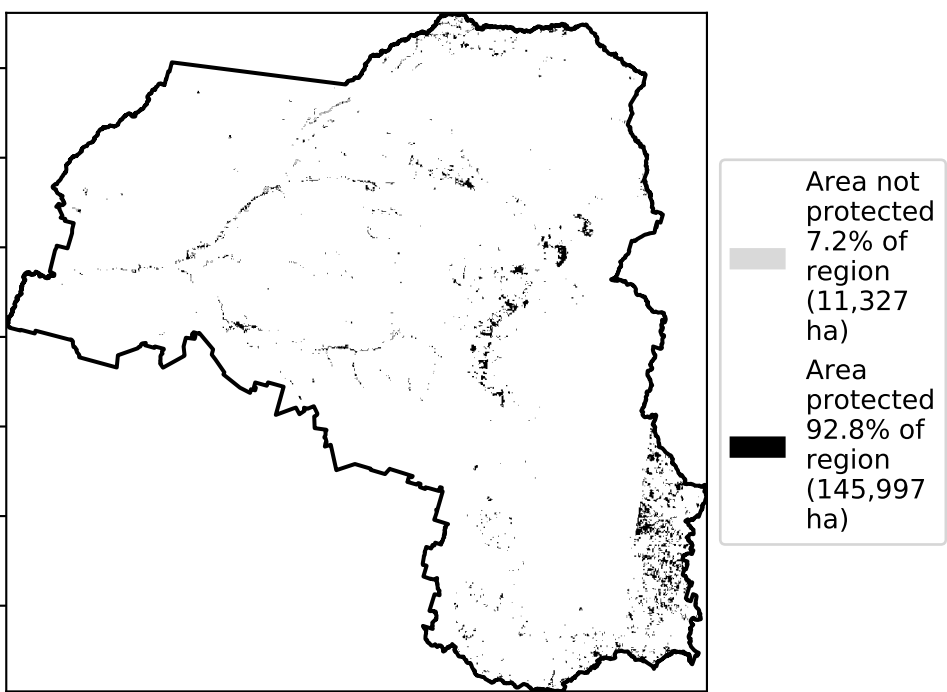 Area not
protected
7.2% of
region
(11,327
ha)
Area
protected
92.8% of
region
(145,997
ha)